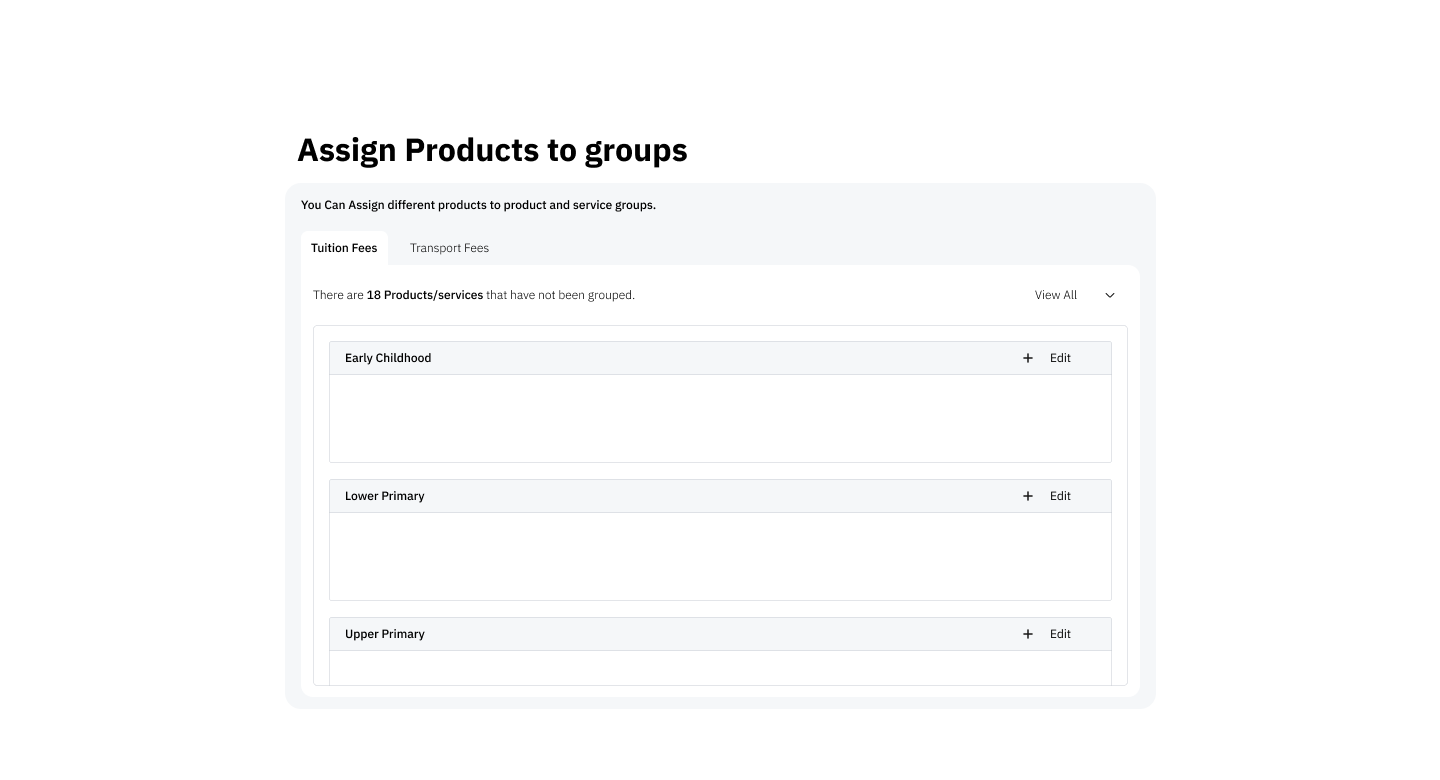 Assign Products to groups
You Can Assign different products to product and service groups.
Tuition Fees Transport Fees
There are 18 Products/services that have not been grouped. View All
Early Childhood + Edit
Lower Primary + Edit
Upper Primary + Edit